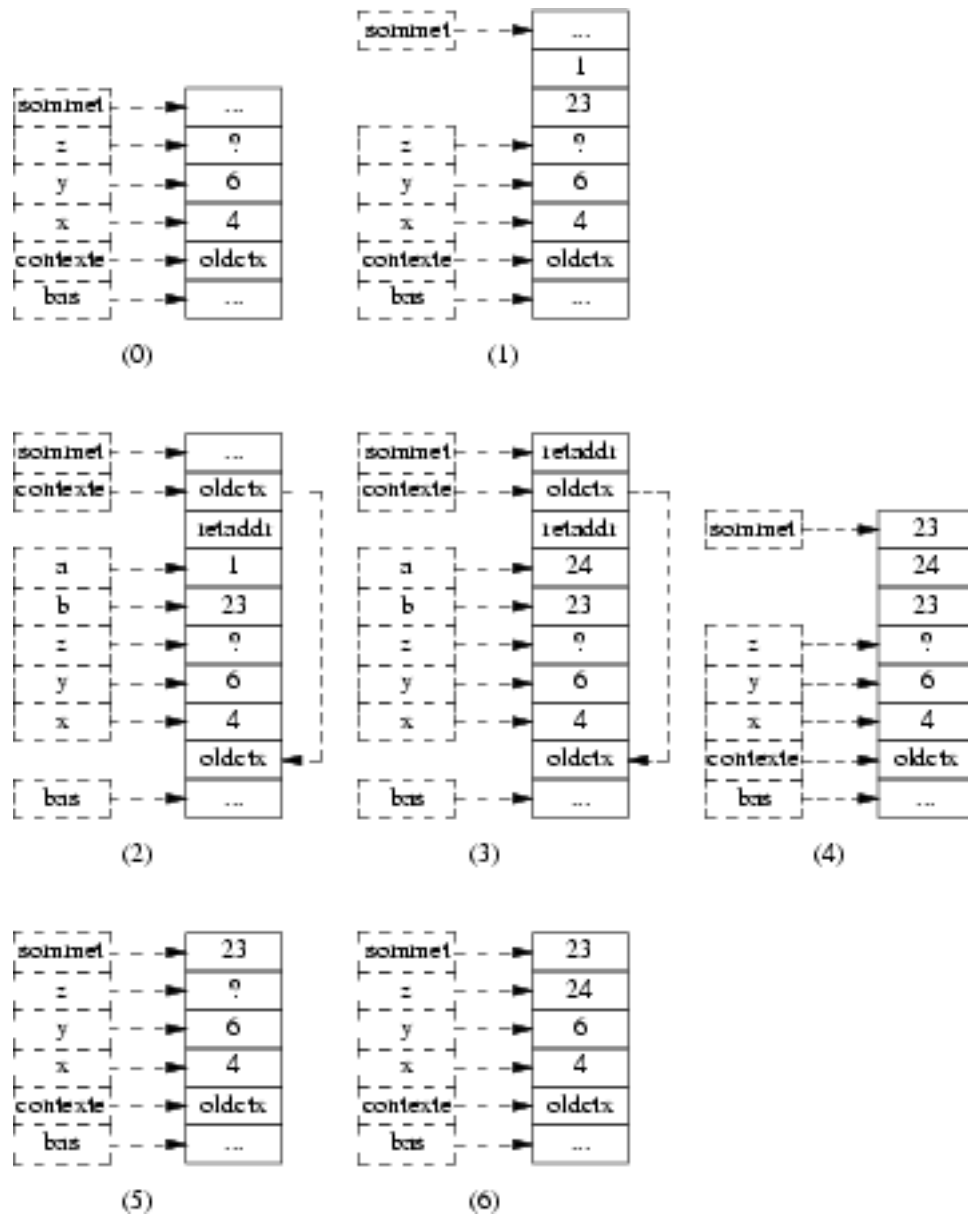 sommet ...
z ?
y 6
x 4
contexte oldctx
bas ...
(0)
sommet ...
1
23
z ?
y 6
x 4
contexte oldctx
bas ...
(1)
sommet ...
contexte oldctx
retaddr
a 1
b 23
z ?
y 6
x 4
oldctx
bas ...
(2)
sommet retaddr
contexte oldctx
retaddr
a 24
b 23
z ?
y 6
x 4
oldctx
bas ...
(3)
sommet 23
24
23
z ?
y 6
x 4
contexte oldctx
bas ...
(4)
sommet 23
z ?
y 6
x 4
contexte oldctx
bas ...
(5)
sommet 23
z 24
y 6
x 4
contexte oldctx
bas ...
(6)